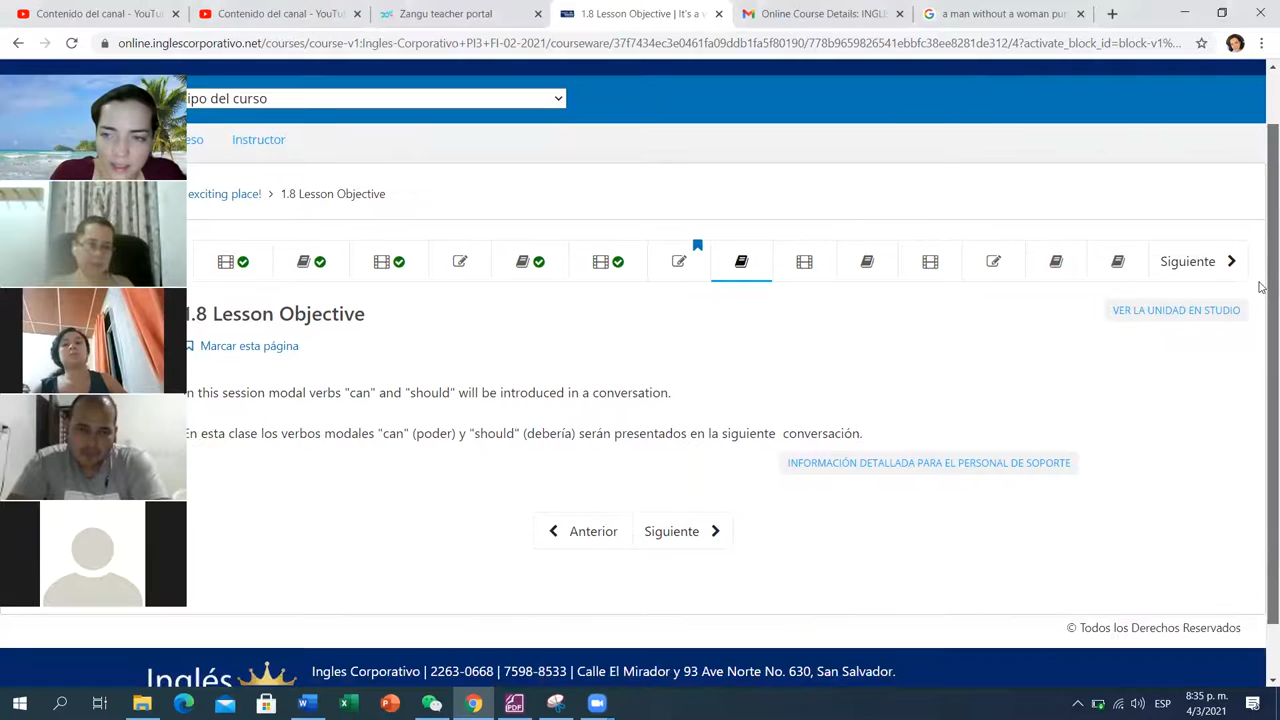 Contenido del canal - YouTu
Contenido del canal - YouTu
Zangu teacher portal
1.8 Lesson Objective | It's a v
Online Course Details: INGLE
a man without a woman pun
online.inglescorporativo.net/courses/course-v1:Ingles-Corporativo+PI3+FI-02-2021/courseware/37f7434ec3e0461fa09ddb1fa5f80190/778b9659826541ebbfc38ee8281de312/4?activate_block_id=block-v1%...
ipo del curso
eso
Instructor
exciting place! > 1.8 Lesson Objective
Siguiente
1.8 Lesson Objective
VER LA UNIDAD EN STUDIO
Marcar esta página
n this session modal verbs "can" and "should" will be introduced in a conversation.
En esta clase los verbos modales "can" (poder) y "should" (debería) serán presentados en la siguiente conversación.
INFORMACIÓN DETALLADA PARA EL PERSONAL DE SOPORTE
Anterior
Siguiente
© Todos los Derechos Reservados
Inglés
Ingles Corporativo | 2263-0668 | 7598-8533 | Calle El Mirador y 93 Ave Norte No. 630, San Salvador.
ESP
8:35 p. m.
4/3/2021